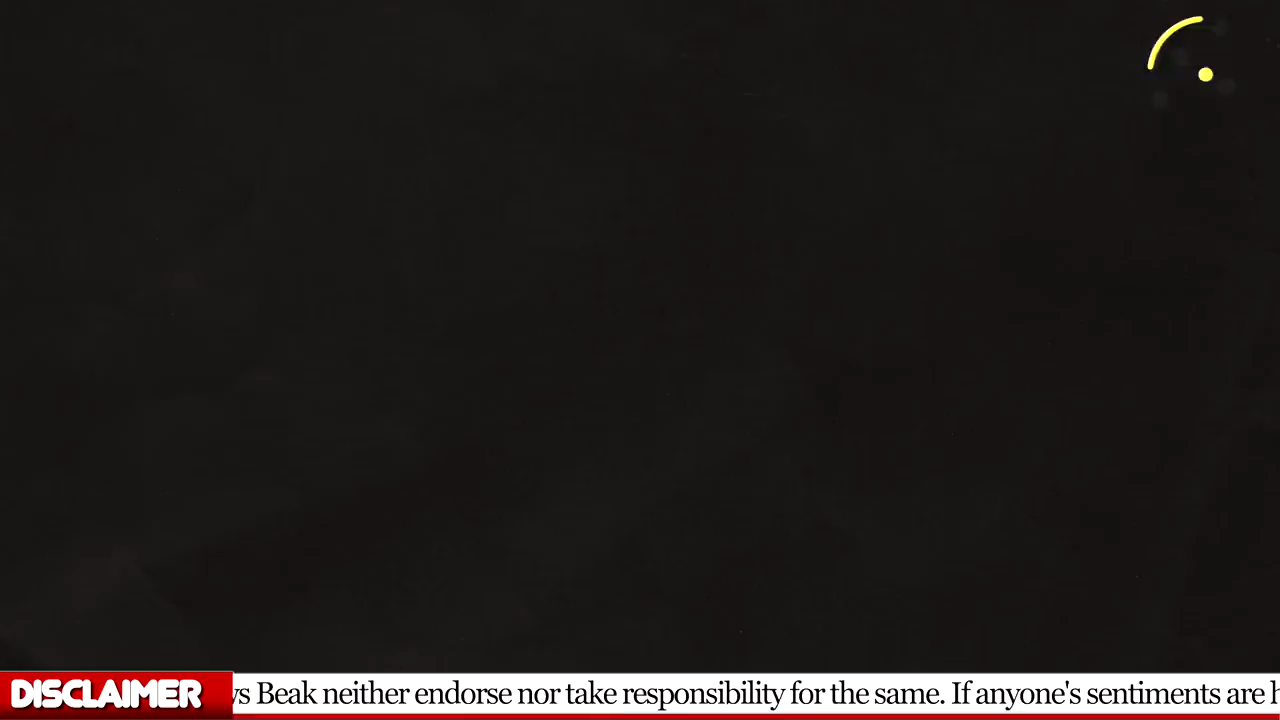 DISCLAIMER
Beak neither endorse nor take responsibility for the same. If anyone's sentiments are